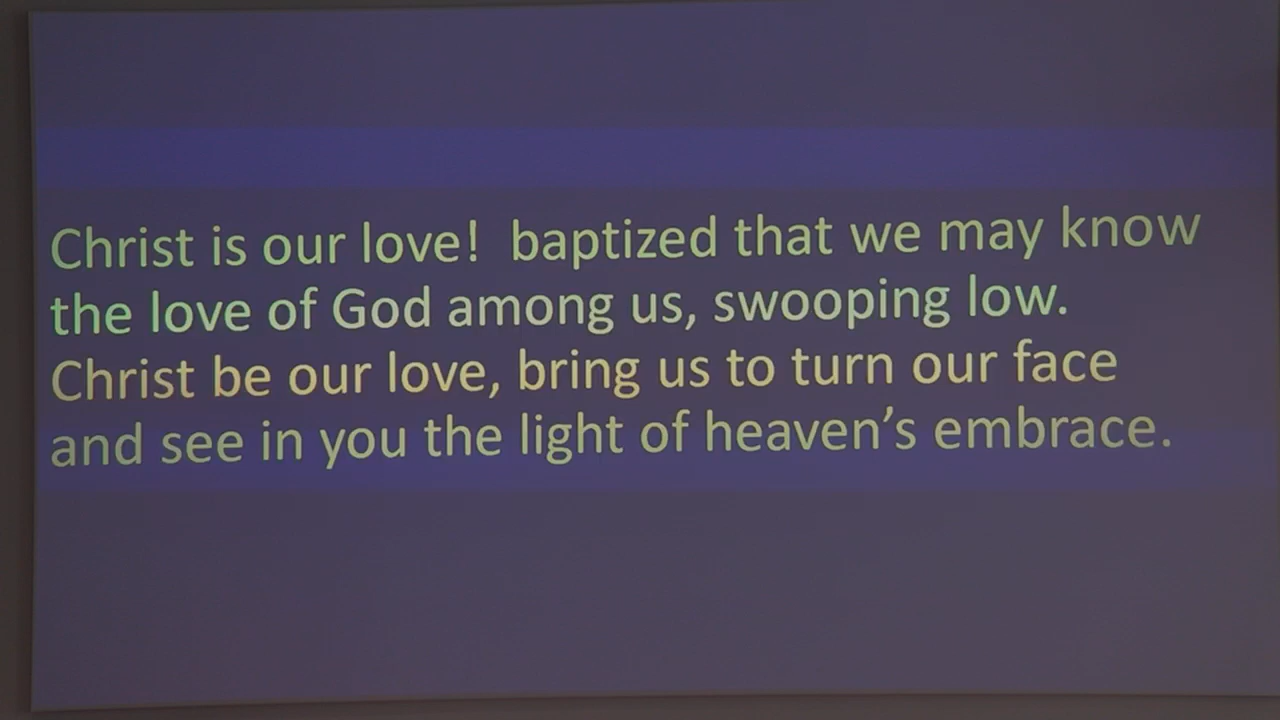 Christ is our love!  baptized that we may know
the love of God among us, swooping low.
Christ be our love, bring us to turn our face
and see in you the light of heaven’s embrace.